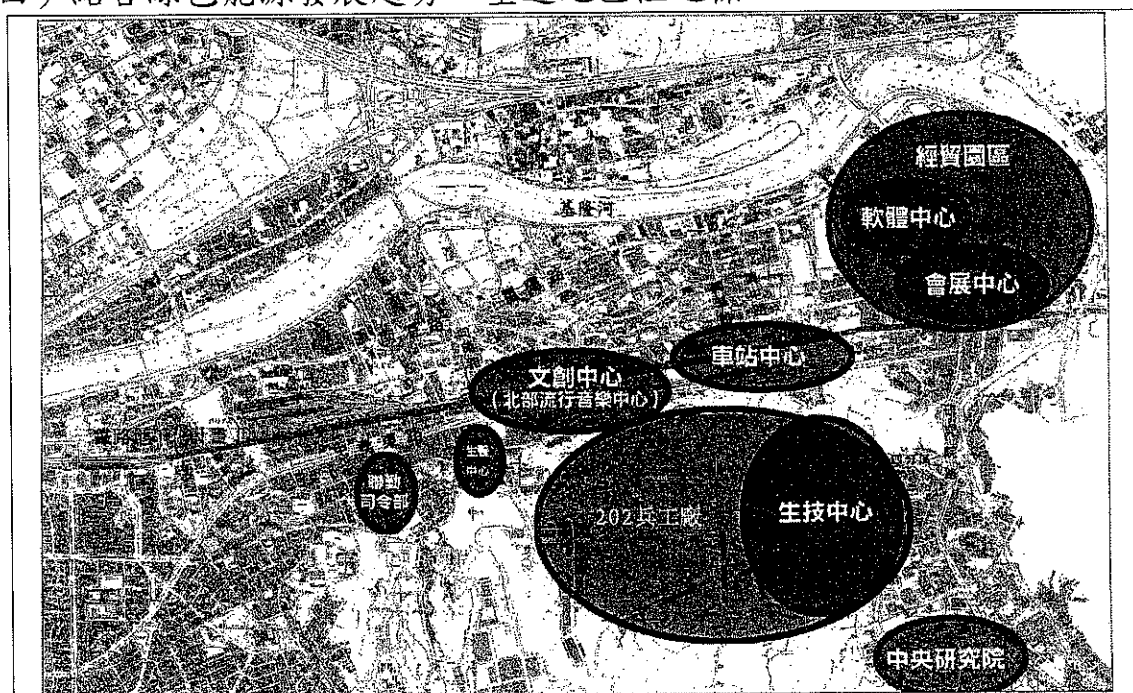 經貿園區
軟體中心
基隆河
會展中心
車站中心
文創中心
(北部流行音樂中心)
中心
聯勤
司令部
202兵工廠
生技中心
中央研究院